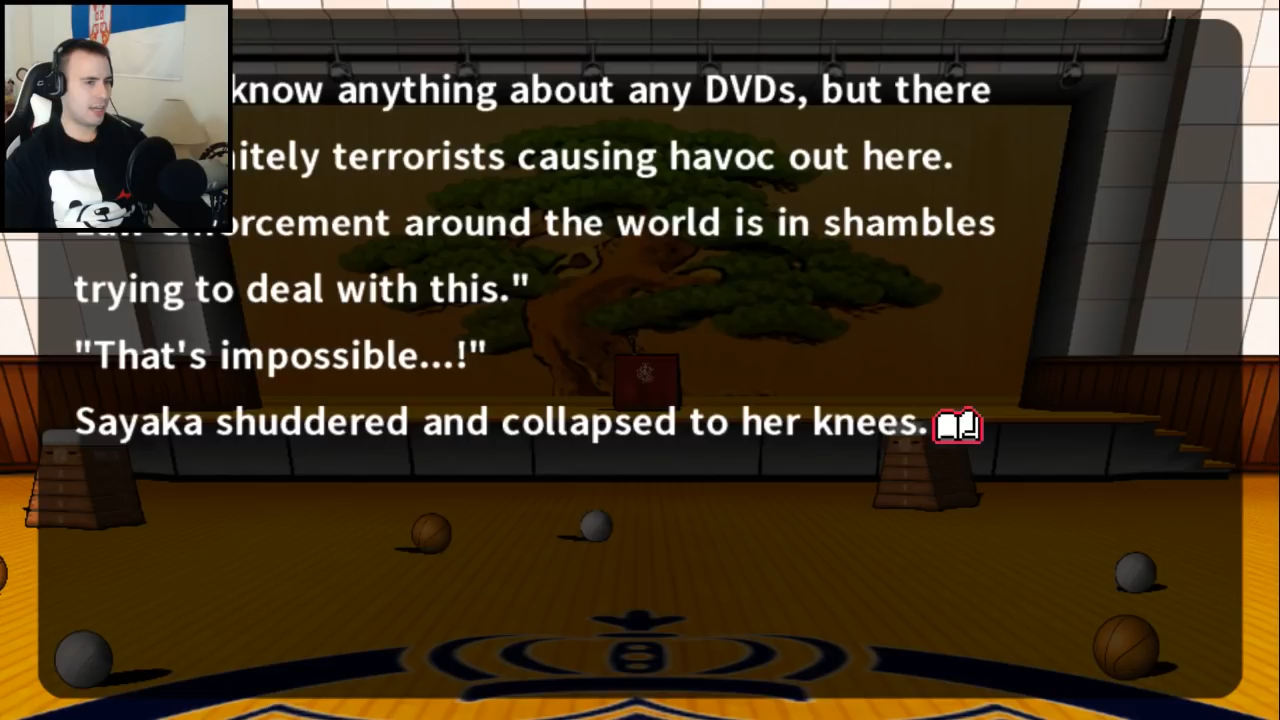 know anything about any DVDs, but there
nitely terrorists causing havoc out here.
orcement around the world is in shambles
trying to deal with this."
"That's impossible...!"
Sayaka shuddered and collapsed to her knees.